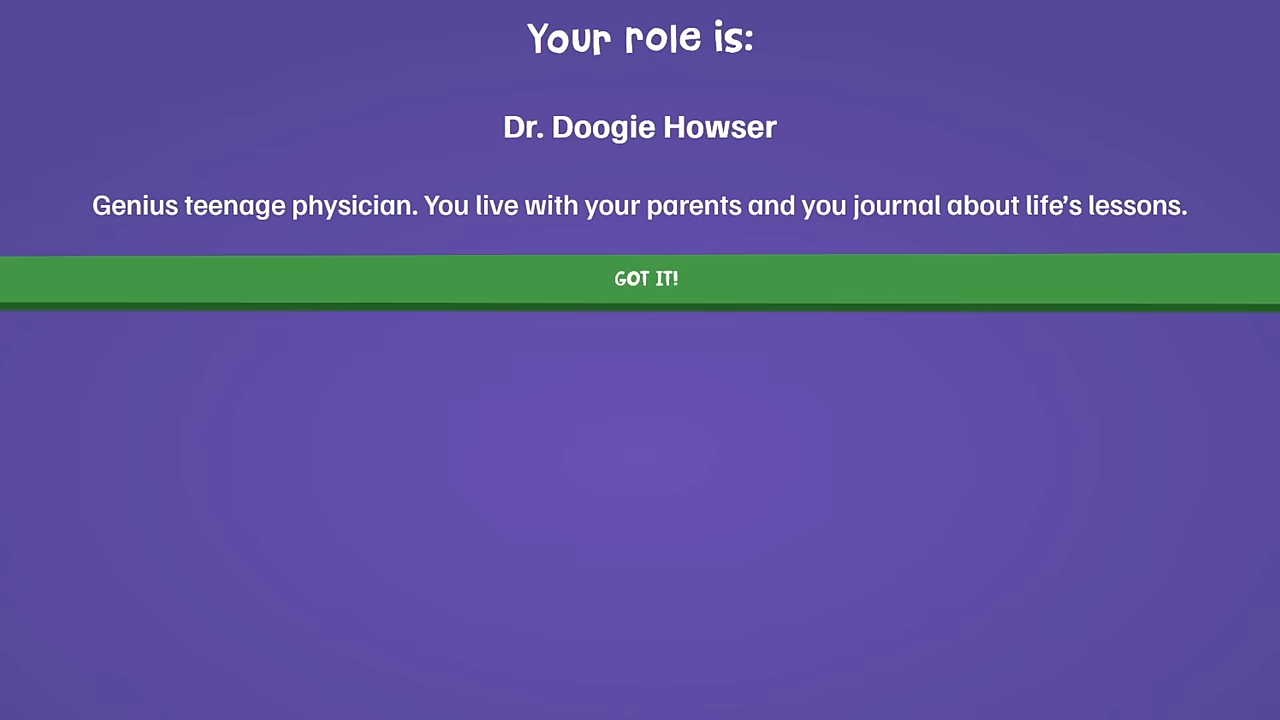 Your role is:
Dr. Doogie Howser
Genius teenage physician. You live with your parents and you journal about life’s lessons.
GOT IT!